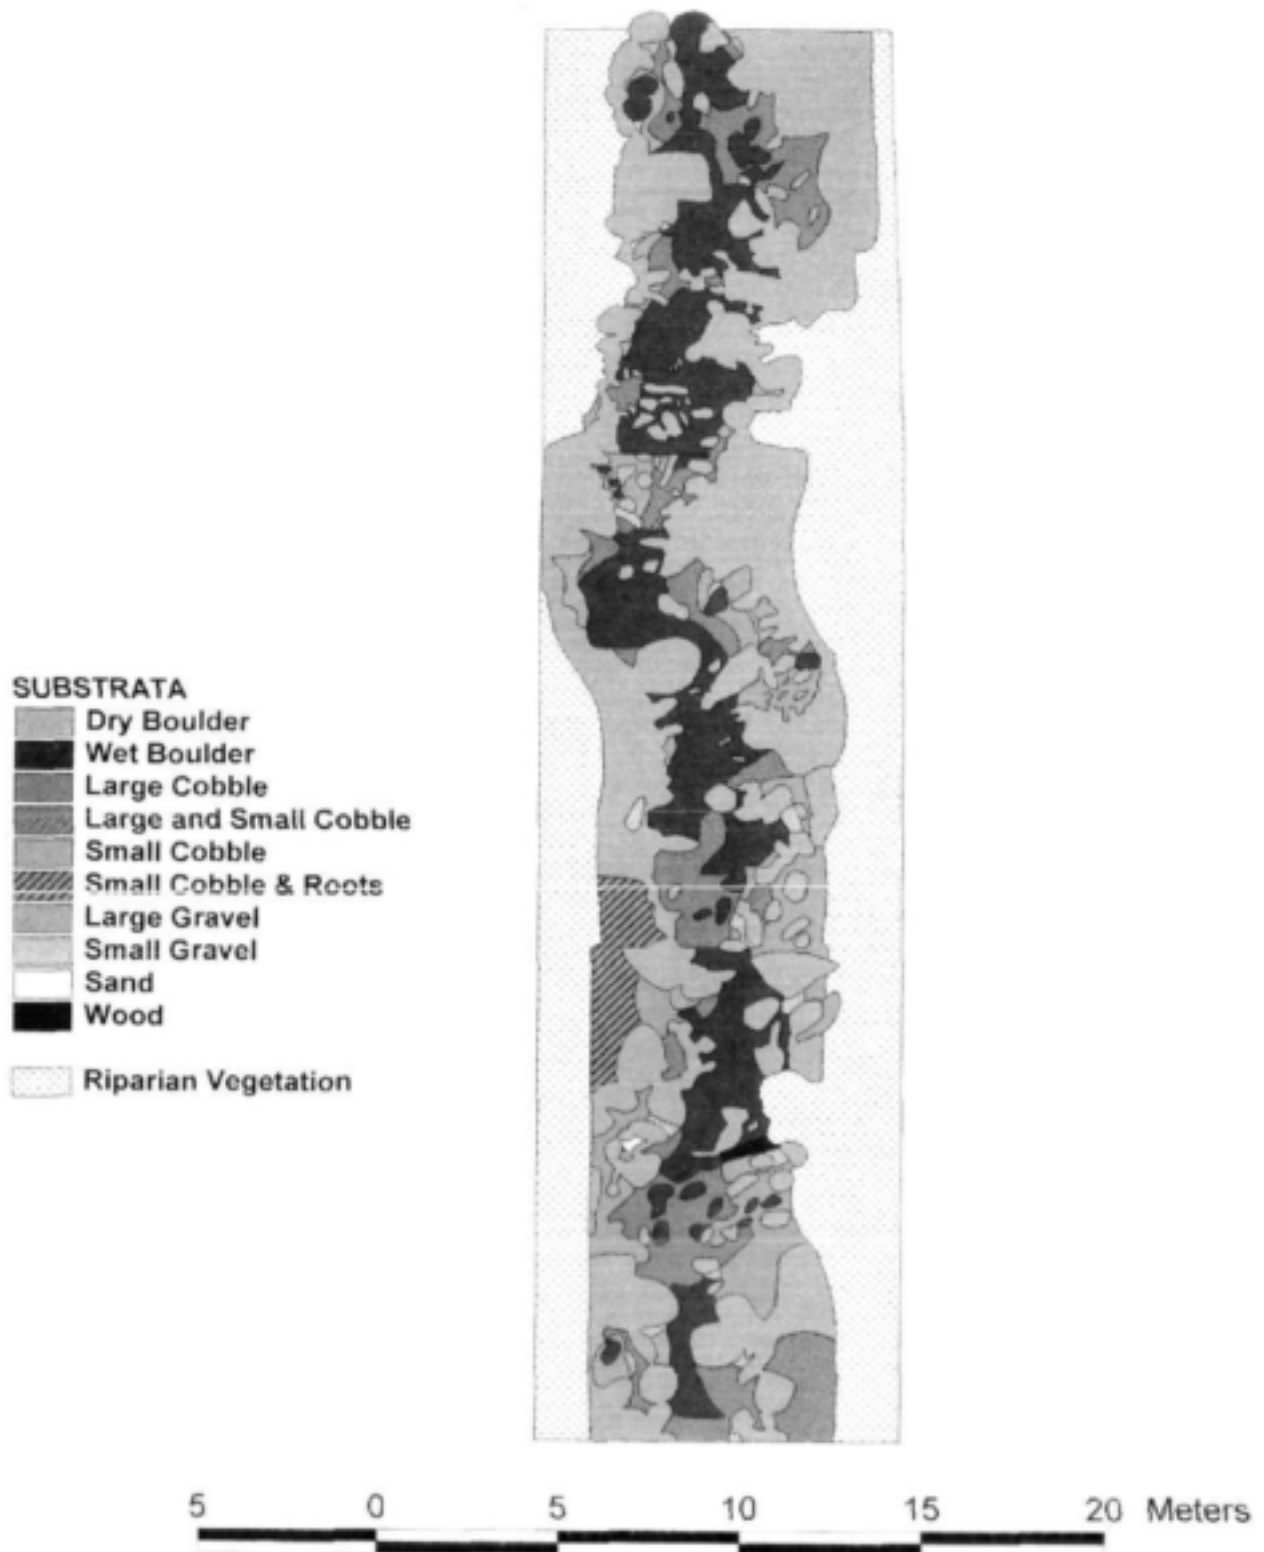 SUBSTRATA
Dry Boulder
Wet Boulder
Large Cobble
Large and Small Cobble
Small Cobble
Small Cobble & Roots
Large Gravel
Small Gravel
Sand
Wood
Riparian Vegetation
5 0 5 10 15 20 Meters